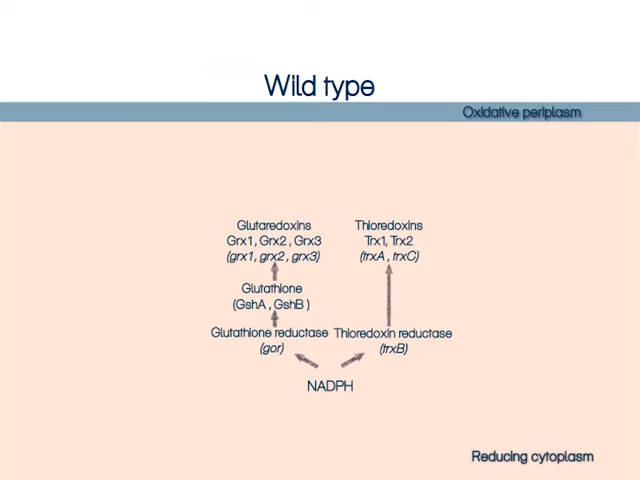 Wild type
Oxidative periplasm
Glutaredoxins
Grx1, Grx2 , Grx3
(grx1, grx2 , grx3)
Thioredoxins
Trx1, Trx2
(trxA , trxC)
Glutathione
(GshA , GshB )
Glutathione reductase
(gor)
Thioredoxin reductase
(trxB)
NADPH
Reducing cytoplasm